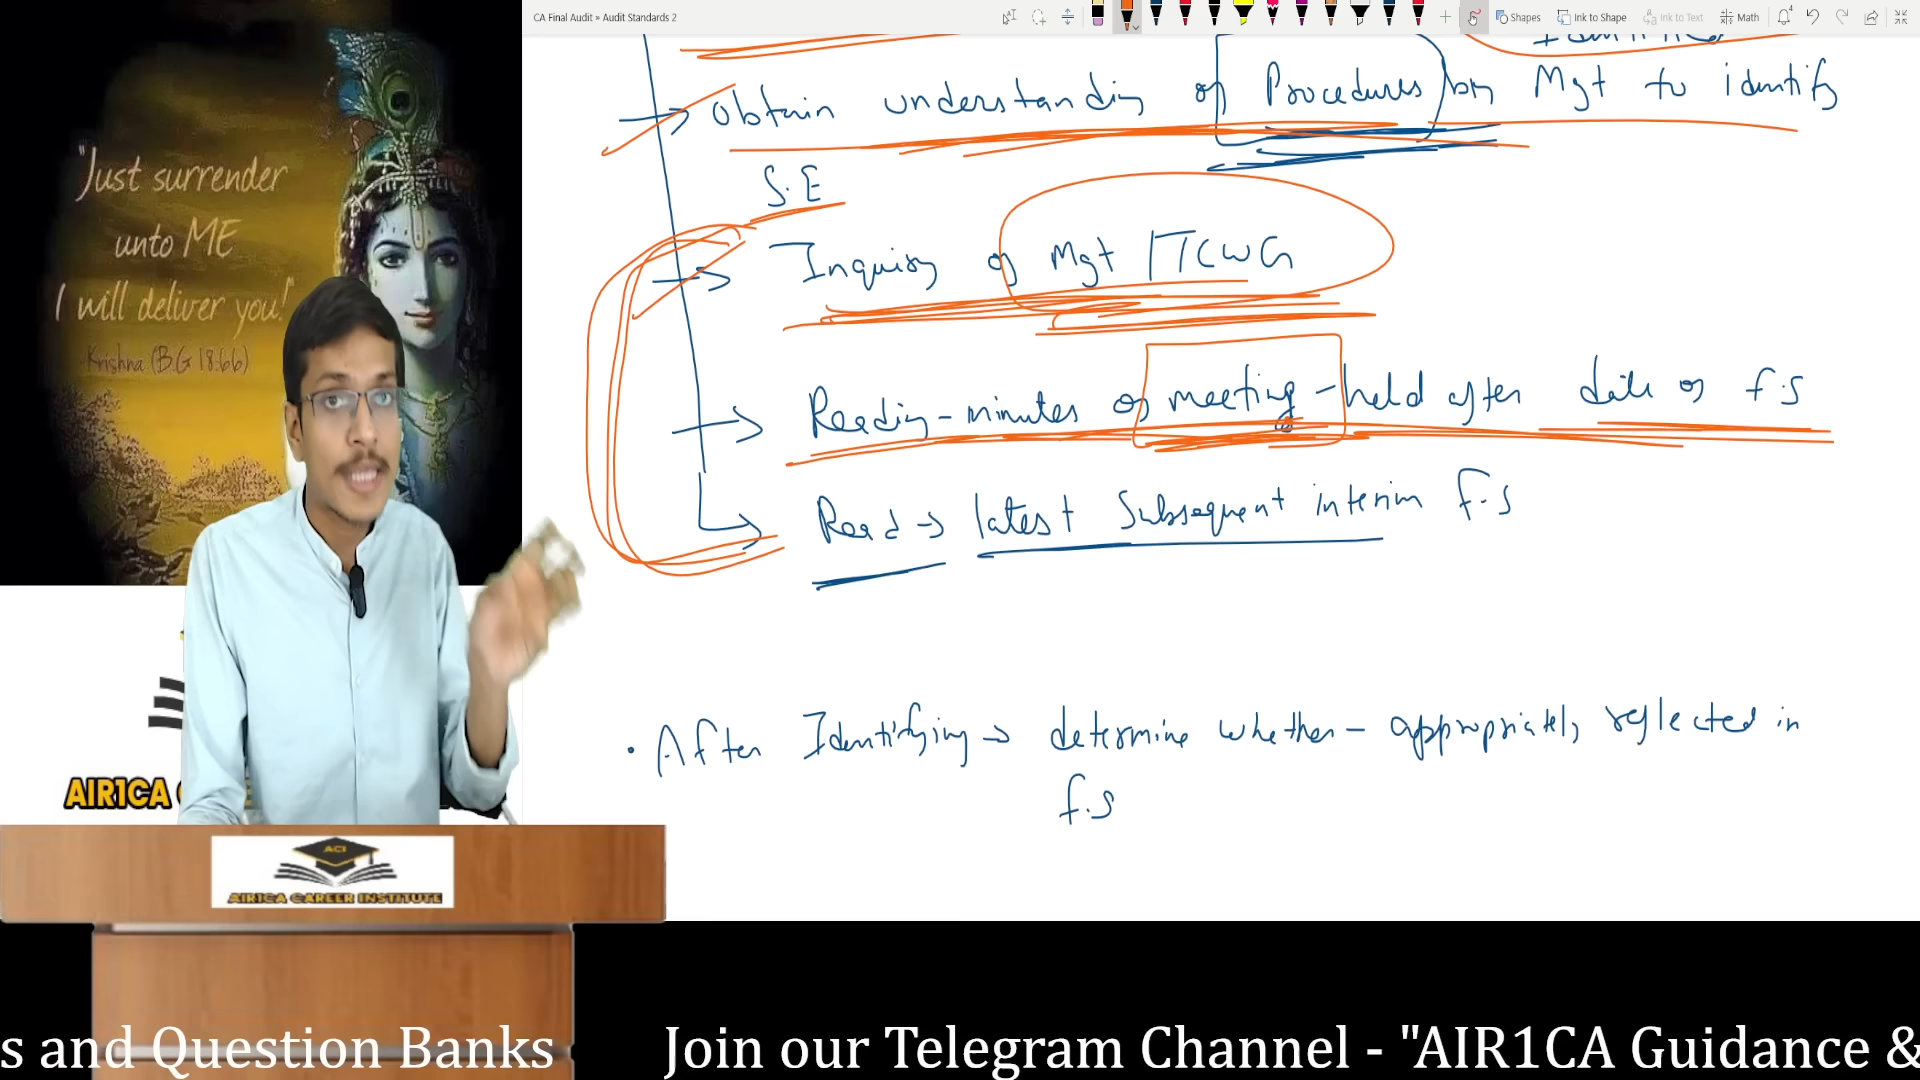 CA Final Audit » Audit Standards 2
Shapes
Ink to Shape
Ink to Text
Math
Obtain understanding of Procedures by Mgt to identify
S.E
Inquiry of Mgt / TCWG
Reading - minutes of meeting - held after date of f.s
Read → latest subsequent interim f.s
• After Identifying → determine whether - appropriately reflected in
f.s
"Just surrender
unto ME
I will deliver you!"
- Krishna (B.G 18:66)
AIR1CA
ACI
AIR1CA CAREER INSTITUTE
s and Question Banks
Join our Telegram Channel - "AIR1CA Guidance &